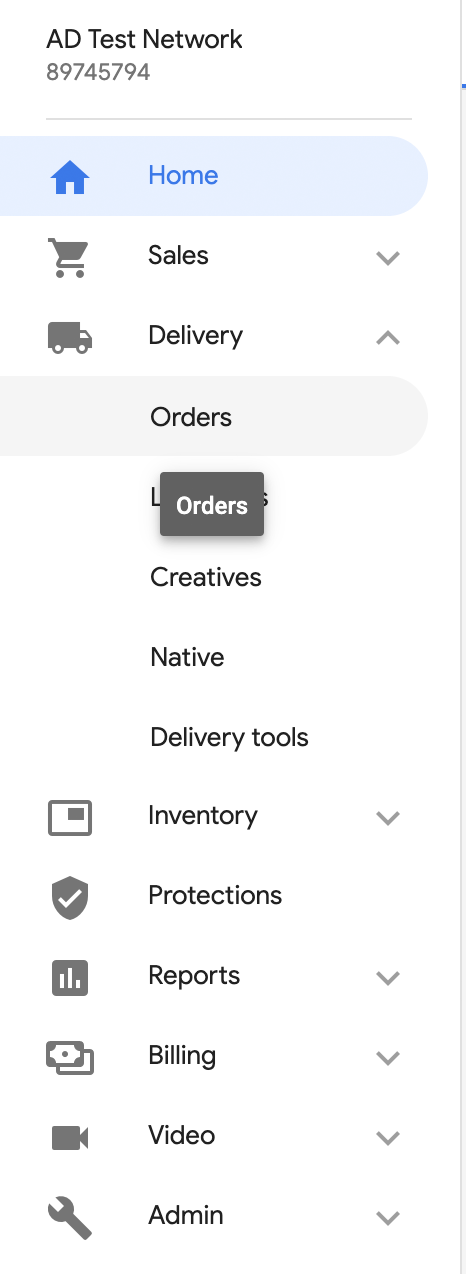 AD Test Network
89745794
Home
Sales
Delivery
Orders
Orders
Creatives
Native
Delivery tools
Inventory
Protections
Reports
Billing
Video
Admin